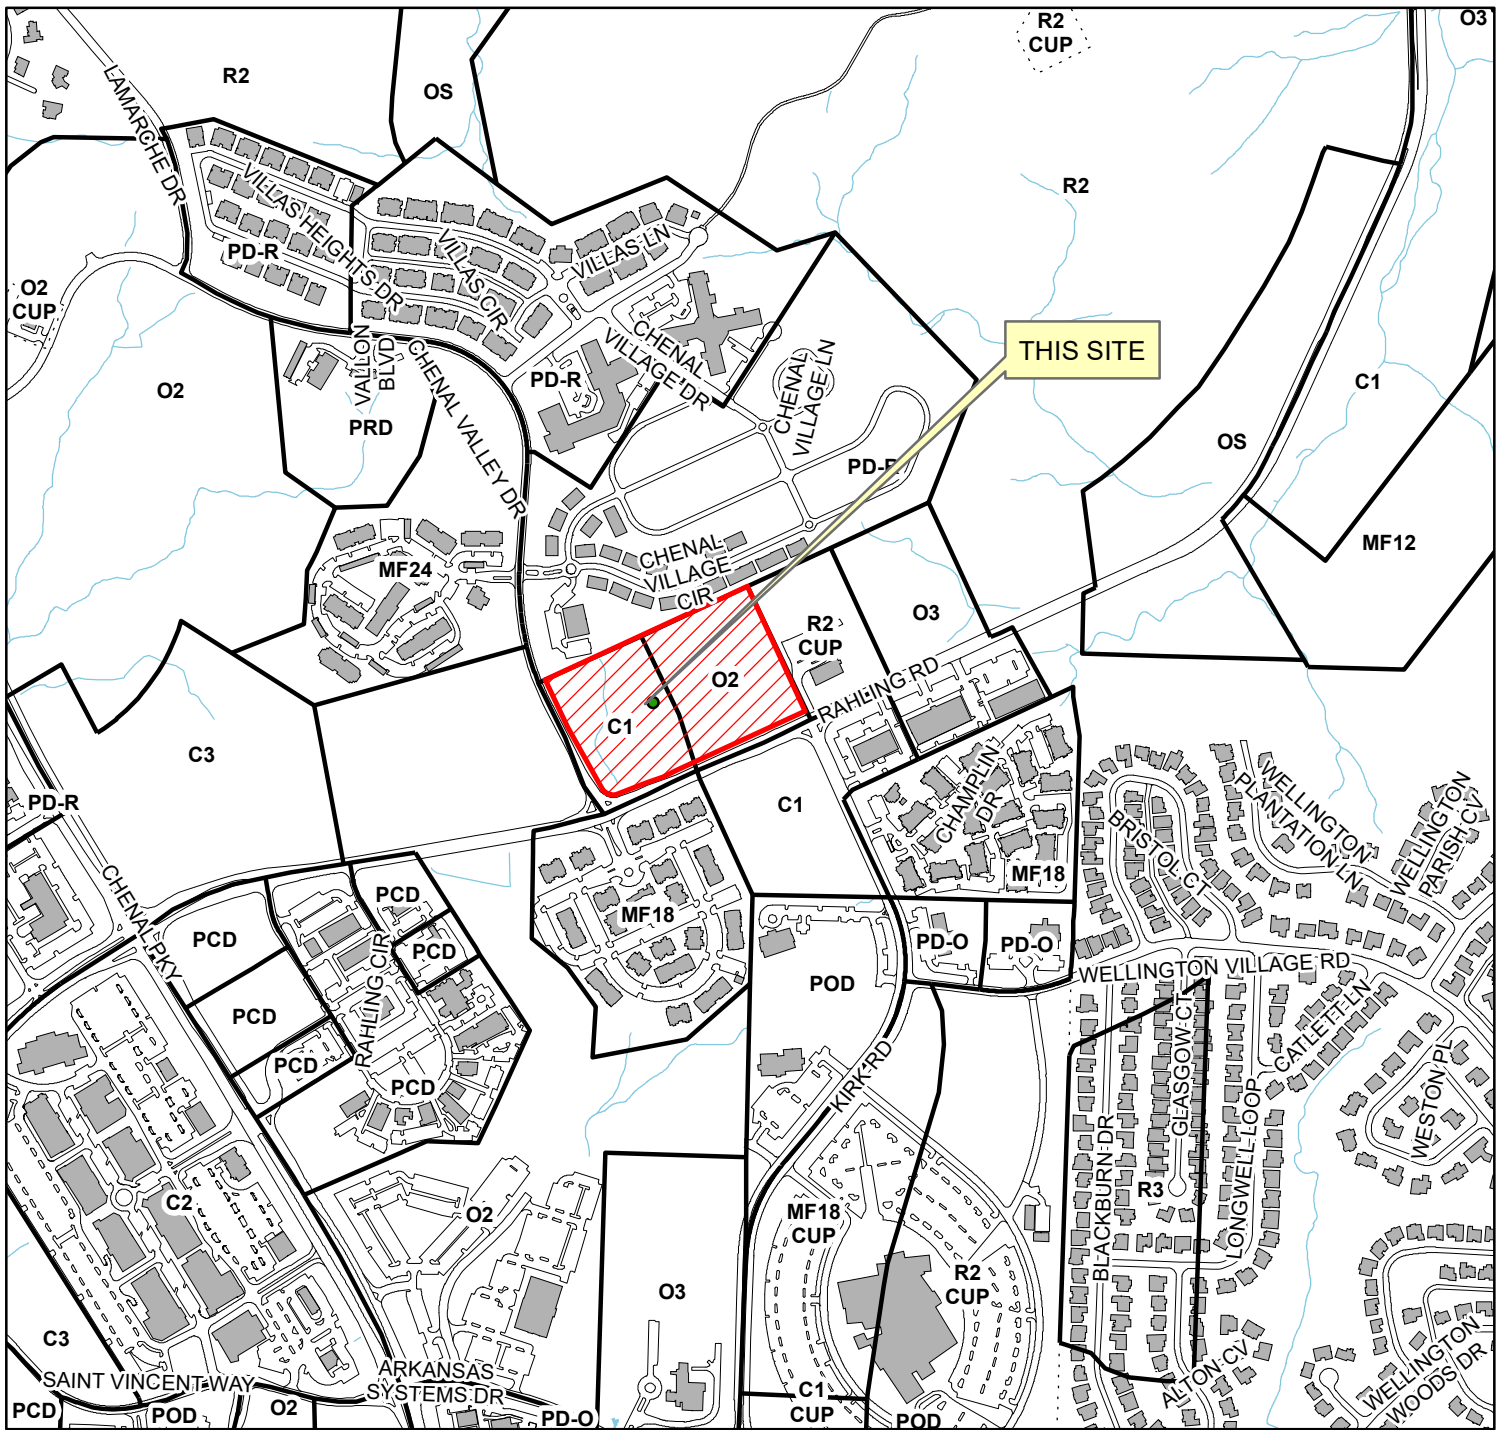 R2
CUP
O3
R2
OS
LAMARCHE DR
R2
VILLAS HEIGHTS DR
VILLAS LN
VILLAS CIR
PD-R
O2
CUP
CHENAL
VILLAGE DR
THIS SITE
VALLON
BLVD
CHENAL VALLEY DR
CHENAL
VILLAGE LN
PD-R
C1
O2
PRD
OS
PD-R
MF12
CHENAL
VILLAGE
CIR
MF24
R2
CUP
O3
O2
RAHLING RD
C1
C3
PD-R
C1
CHAMPLIN
DR
WELLINGTON
PLANTATION LN
WELLINGTON
PARISH CV
BRISTOL CT
MF18
CHENAL PKY
PCD
PCD
PCD
MF18
PD-O
PD-O
WELLINGTON VILLAGE RD
RAHLING CIR
POD
PCD
PCD
PCD
KIRK RD
GLASGOW CT
CATLETT LN
WESTON PL
BLACKBURN DR
LONGWELL LOOP
R3
C2
O2
MF18
CUP
R2
CUP
O3
C3
SAINT VINCENT WAY
ARKANSAS
SYSTEMS DR
C1
CUP
ALTON CV
WELLINGTON
WOODS DR
PCD
POD
O2
PD-O
POD